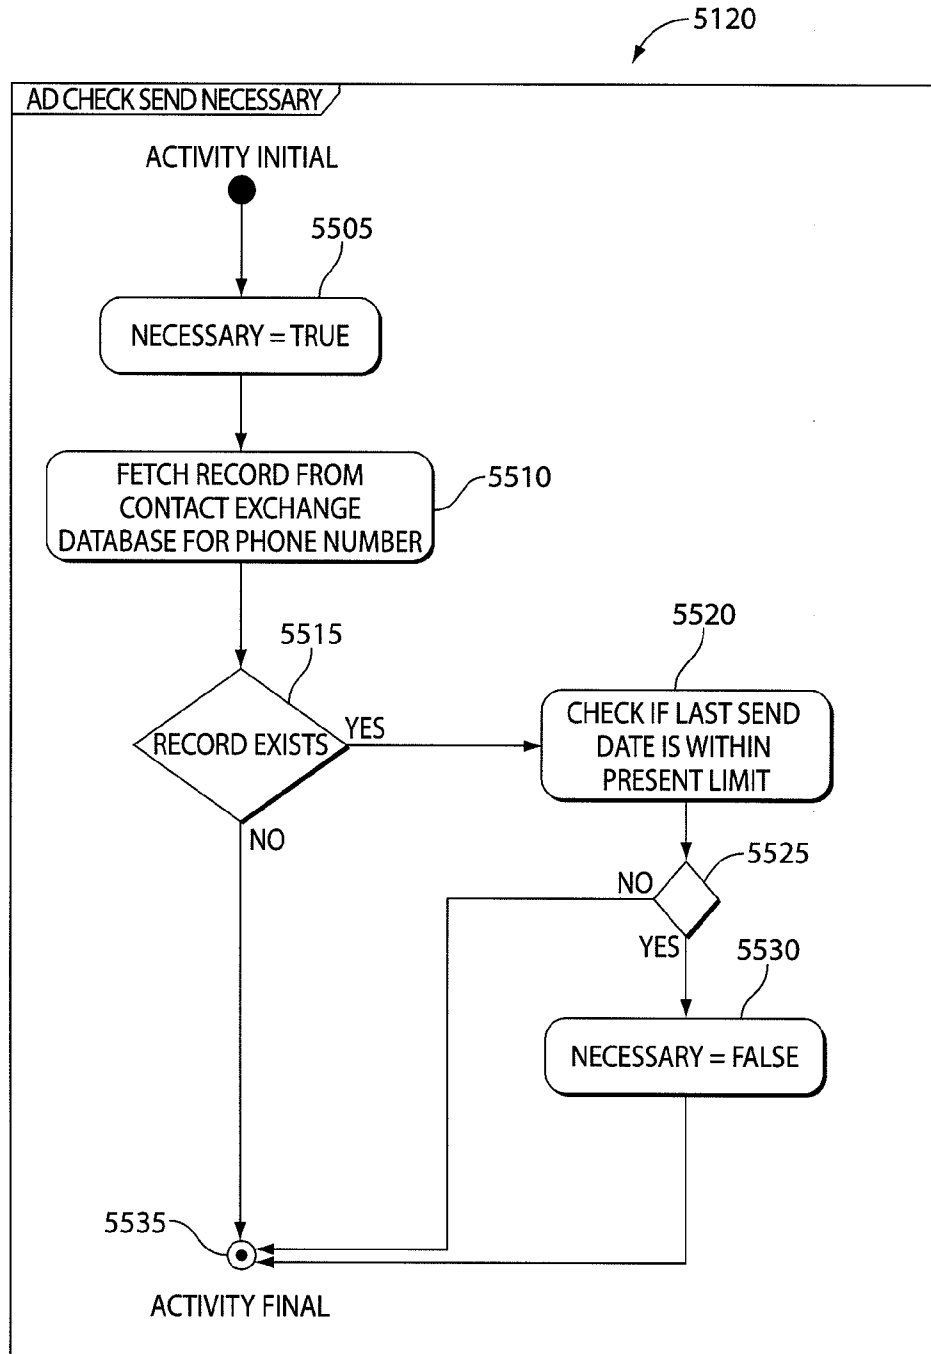 5120
AD CHECK SEND NECESSARY
ACTIVITY INITIAL
5505
NECESSARY = TRUE
FETCH RECORD FROM
CONTACT EXCHANGE
DATABASE FOR PHONE NUMBER
5510
5515
RECORD EXISTS
YES
NO
5520
CHECK IF LAST SEND
DATE IS WITHIN
PRESENT LIMIT
5525
NO
YES
5530
NECESSARY = FALSE
5535
ACTIVITY FINAL